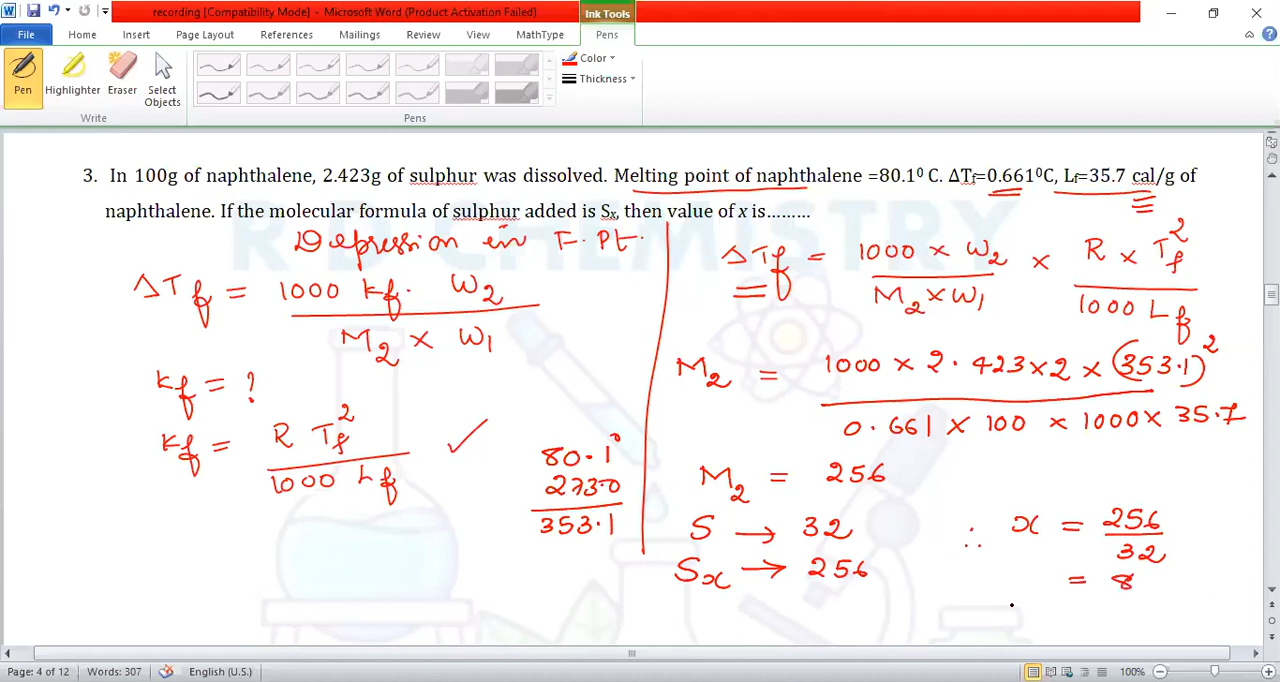 recording [Compatibility Mode] - Microsoft Word (Product Activation Failed)
Ink Tools
File Home Insert Page Layout References Mailings Review View MathType Pens
Pen Highlighter Eraser Select Objects
Color
Thickness
Write
Pens
3. In 100g of naphthalene, 2.423g of sulphur was dissolved. Melting point of naphthalene =80.1⁰ C. ΔTf=0.661⁰C, Lf=35.7 cal/g of
naphthalene. If the molecular formula of sulphur added is Sx, then value of x is.........
Depression in F. Pt.
ΔTf = 1000 kf · W2 / M2 × W1
kf = ?
kf = R Tf² / 1000 Lf
80.1°
273.0
353.1
ΔTf = 1000 × W2 / M2 × W1 × R × Tf² / 1000 Lf
M2 = 1000 × 2.423 × 2 × (353.1)² / 0.661 × 100 × 1000 × 35.7
M2 = 256
S → 32
Sx → 256
∴ x = 256 / 32
= 8
R B CHEMISTRY
Page: 4 of 12 Words: 307 English (U.S.) 100%